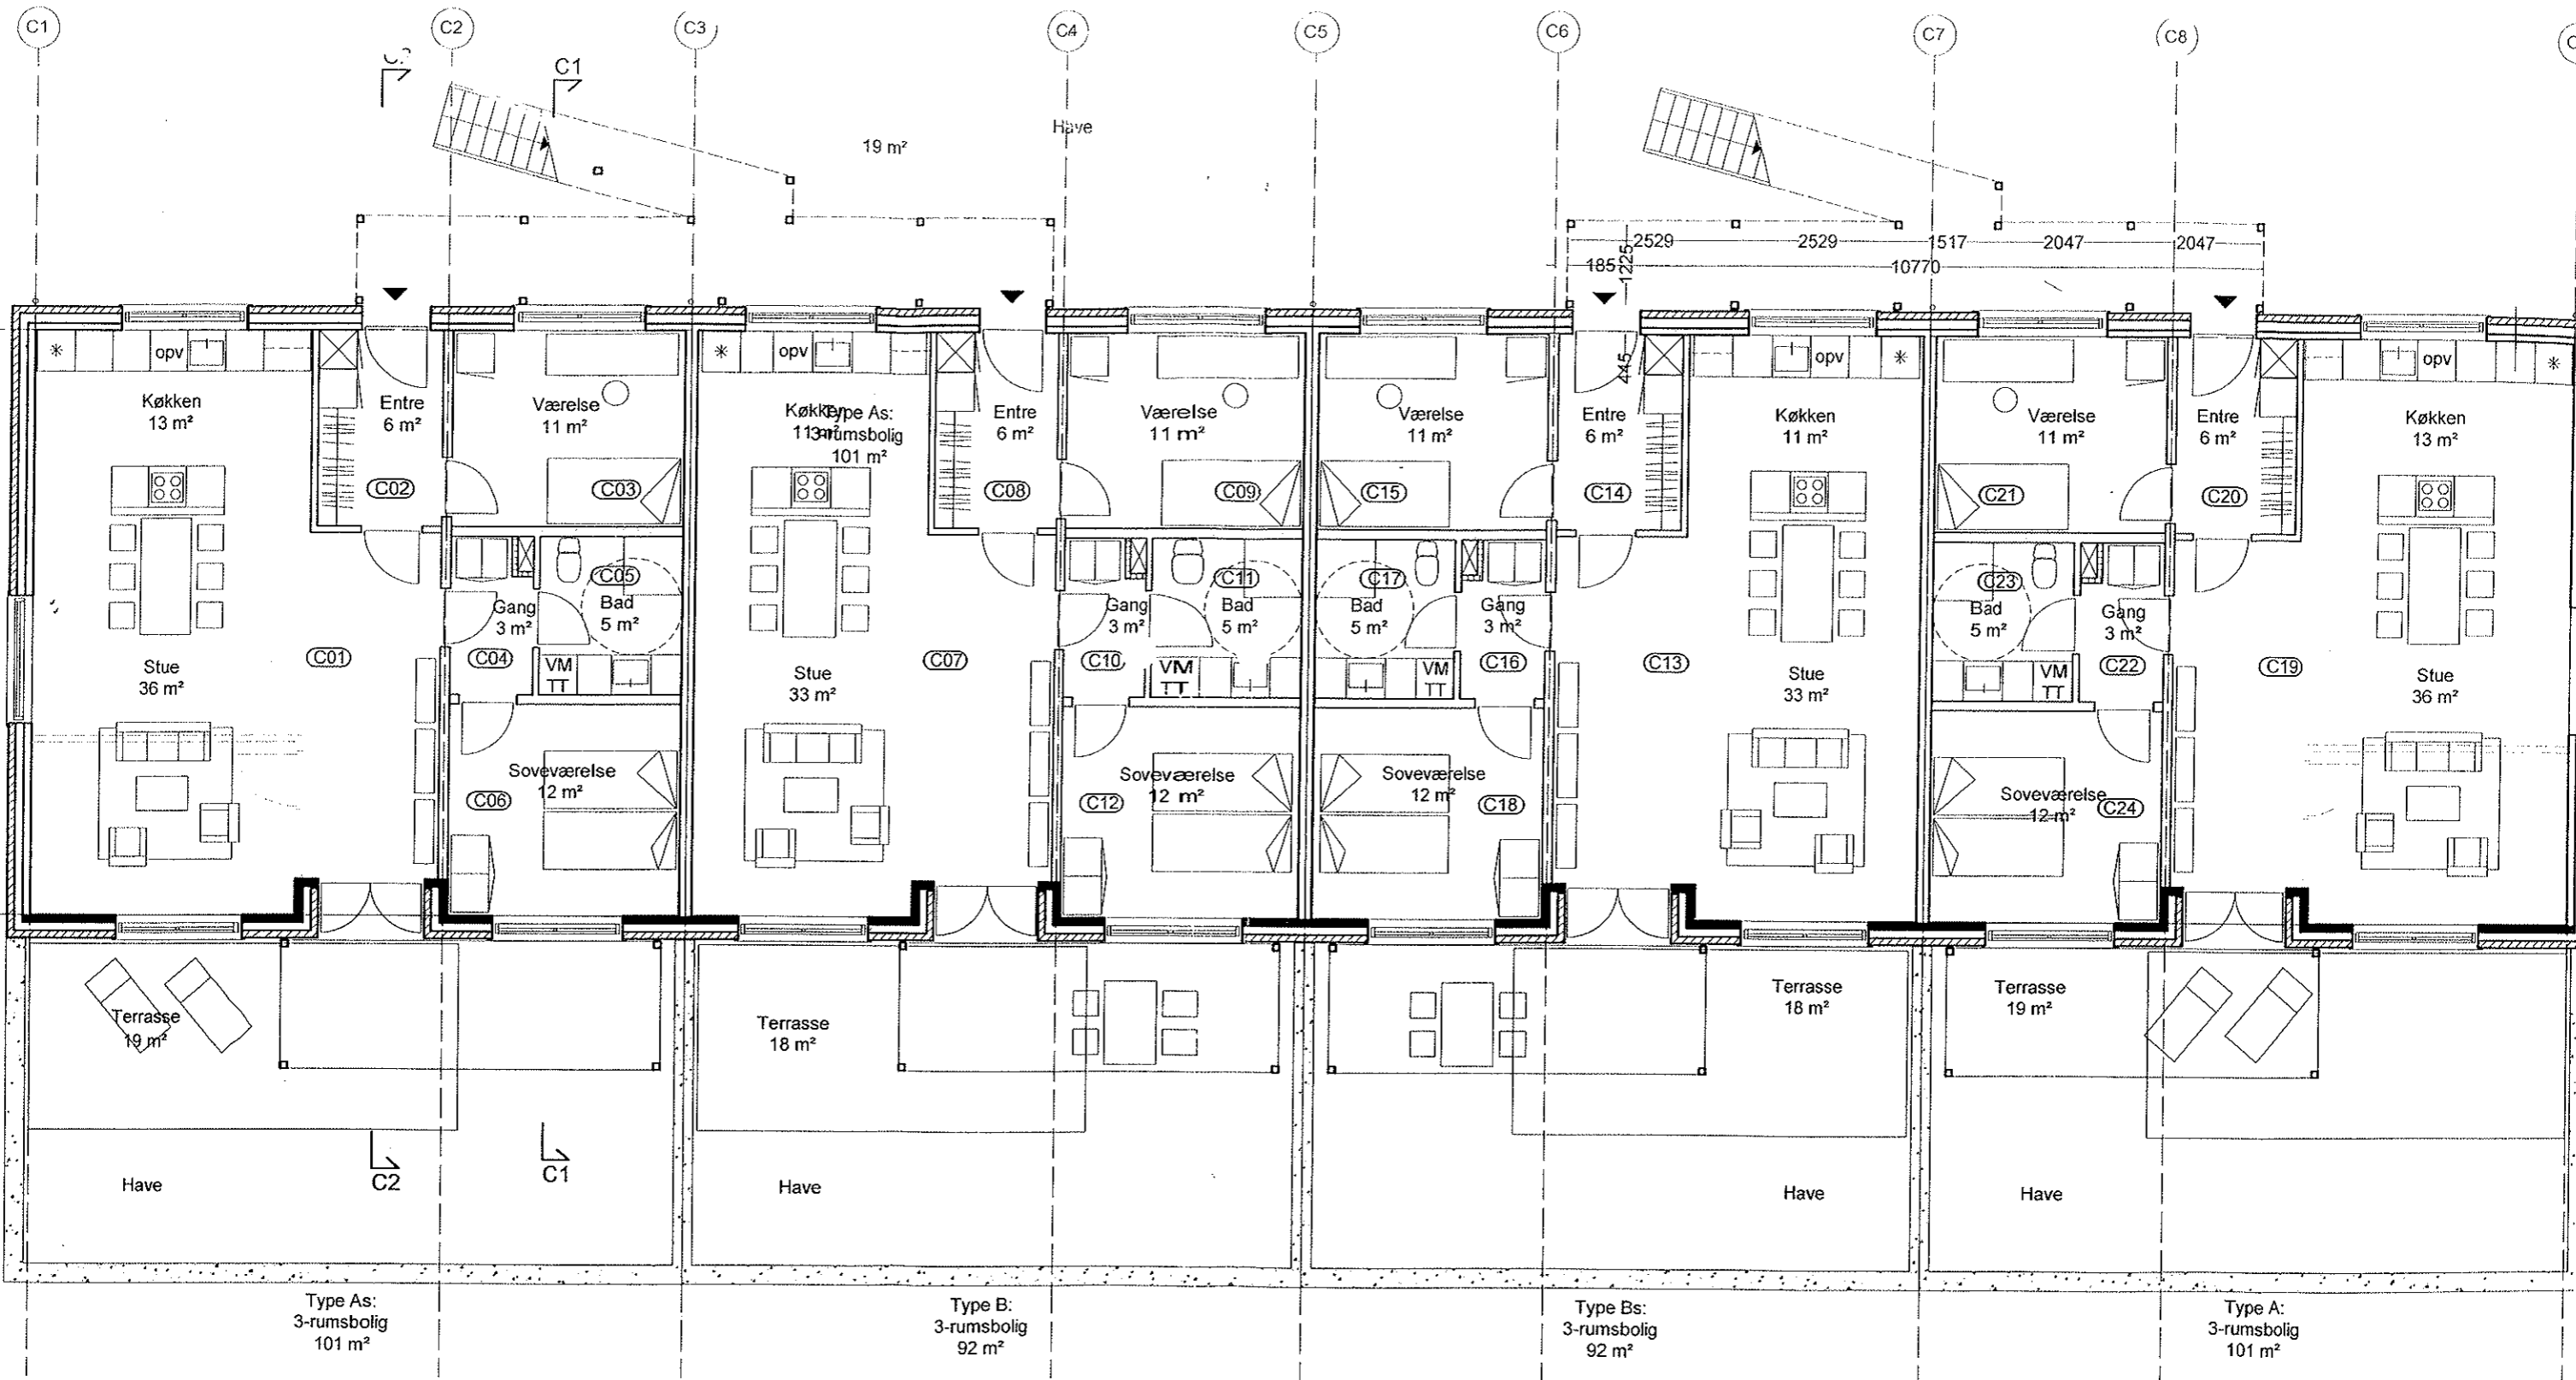 C1
C2
C3
C4
C5
C6
C7
C8
C1
19 m²
Have
2529
2529
1517
2047
2047
185
1225
10770
445
opv
Køkken
13 m²
Entre
6 m²
C02
Værelse
11 m²
C03
opv
Køkken
11 m²
Type As:
3-rumsbolig
101 m²
Entre
6 m²
C08
Værelse
11 m²
C09
Værelse
11 m²
C15
Entre
6 m²
C14
opv
Køkken
11 m²
Værelse
11 m²
C21
Entre
6 m²
C20
opv
Køkken
13 m²
C01
Stue
36 m²
Gang
3 m²
C04
C05
Bad
5 m²
VM
TT
C07
Stue
33 m²
Gang
3 m²
C10
C11
Bad
5 m²
VM
TT
C17
Bad
5 m²
VM
TT
Gang
3 m²
C16
C13
Stue
33 m²
C23
Bad
5 m²
VM
TT
Gang
3 m²
C22
C19
Stue
36 m²
Soveværelse
12 m²
C06
Soveværelse
12 m²
C12
Soveværelse
12 m²
C18
Soveværelse
12 m²
C24
Terrasse
19 m²
Terrasse
18 m²
Terrasse
18 m²
Terrasse
19 m²
C2
C1
Have
Have
Have
Have
Type As:
3-rumsbolig
101 m²
Type B:
3-rumsbolig
92 m²
Type Bs:
3-rumsbolig
92 m²
Type A:
3-rumsbolig
101 m²